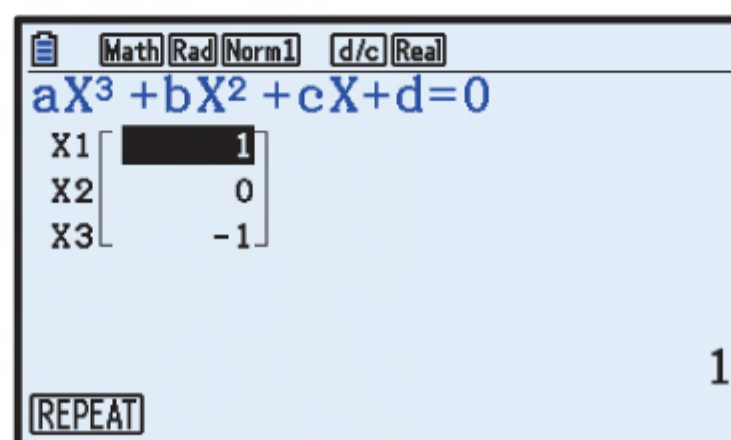 Math Rad Norm1 d/c Real
aX³ +bX² +cX+d=0
X1 1
X2 0
X3 -1
1
REPEAT